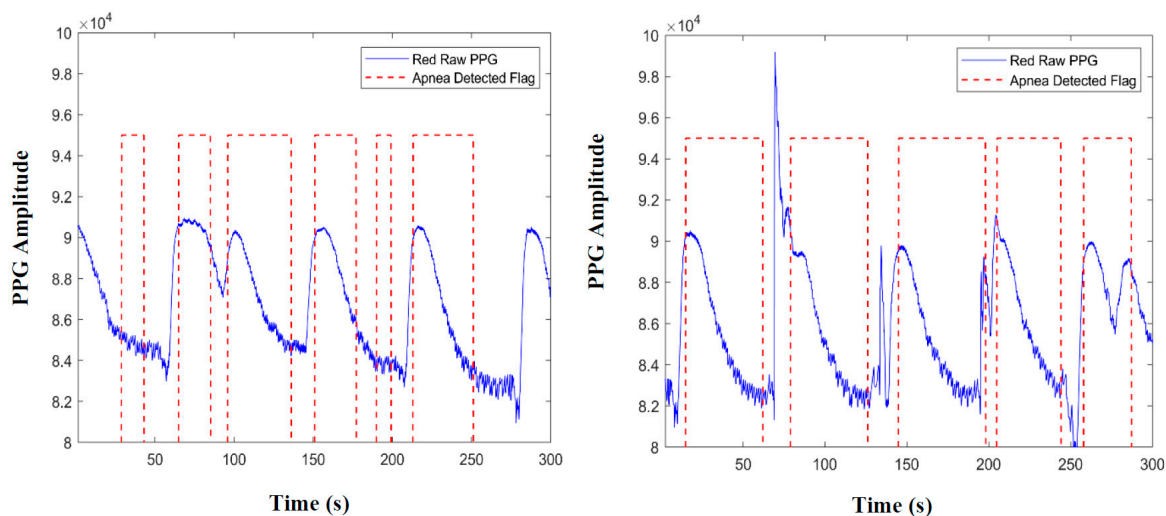 ×10⁴
10
9.8
9.6
9.4
9.2
9
8.8
8.6
8.4
8.2
8
PPG Amplitude
Red Raw PPG
Apnea Detected Flag
50 100 150 200 250 300
Time (s)
×10⁴
10
9.8
9.6
9.4
9.2
9
8.8
8.6
8.4
8.2
8
PPG Amplitude
Red Raw PPG
Apnea Detected Flag
50 100 150 200 250 300
Time (s)